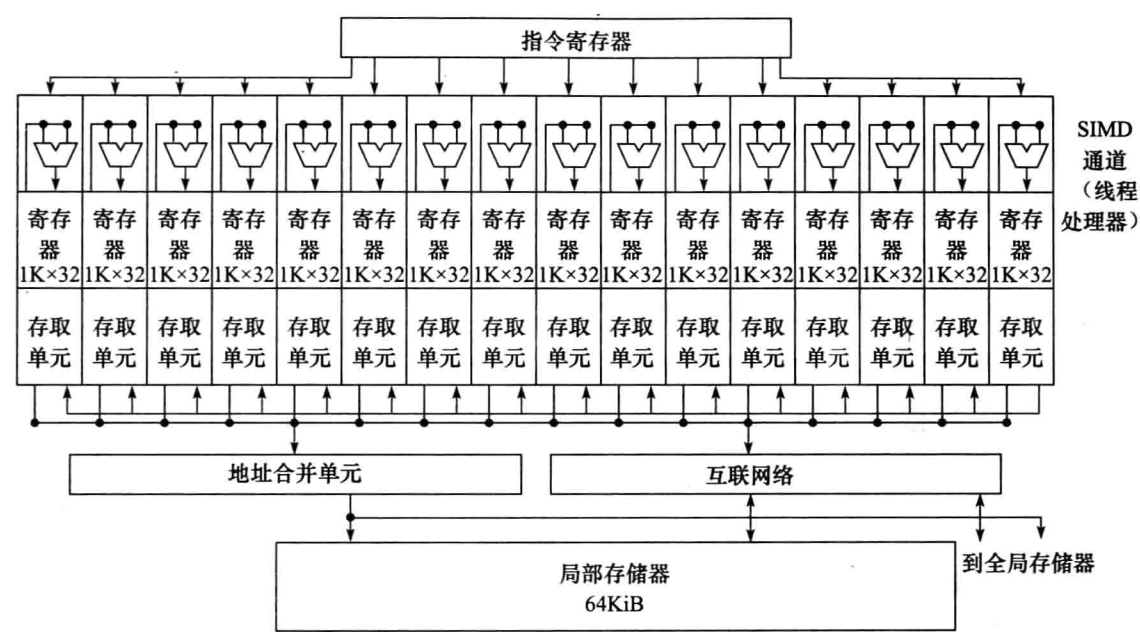 指令寄存器
SIMD
通道
（线程
处理器）
寄存 寄存 寄存 寄存 寄存 寄存 寄存 寄存 寄存 寄存 寄存 寄存 寄存 寄存 寄存 寄存
器 器 器 器 器 器 器 器 器 器 器 器 器 器 器 器
1K×32 1K×32 1K×32 1K×32 1K×32 1K×32 1K×32 1K×32 1K×32 1K×32 1K×32 1K×32 1K×32 1K×32 1K×32 1K×32
存取 存取 存取 存取 存取 存取 存取 存取 存取 存取 存取 存取 存取 存取 存取 存取
单元 单元 单元 单元 单元 单元 单元 单元 单元 单元 单元 单元 单元 单元 单元 单元
地址合并单元
互联网络
到全局存储器
局部存储器
64KiB